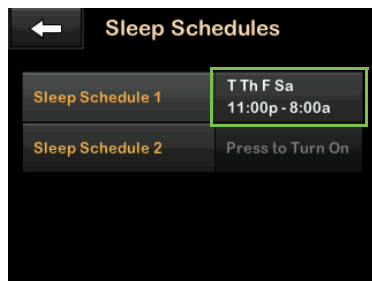 Sleep Schedules
Sleep Schedule 1
T Th F Sa
11:00p - 8:00a
Sleep Schedule 2
Press to Turn On